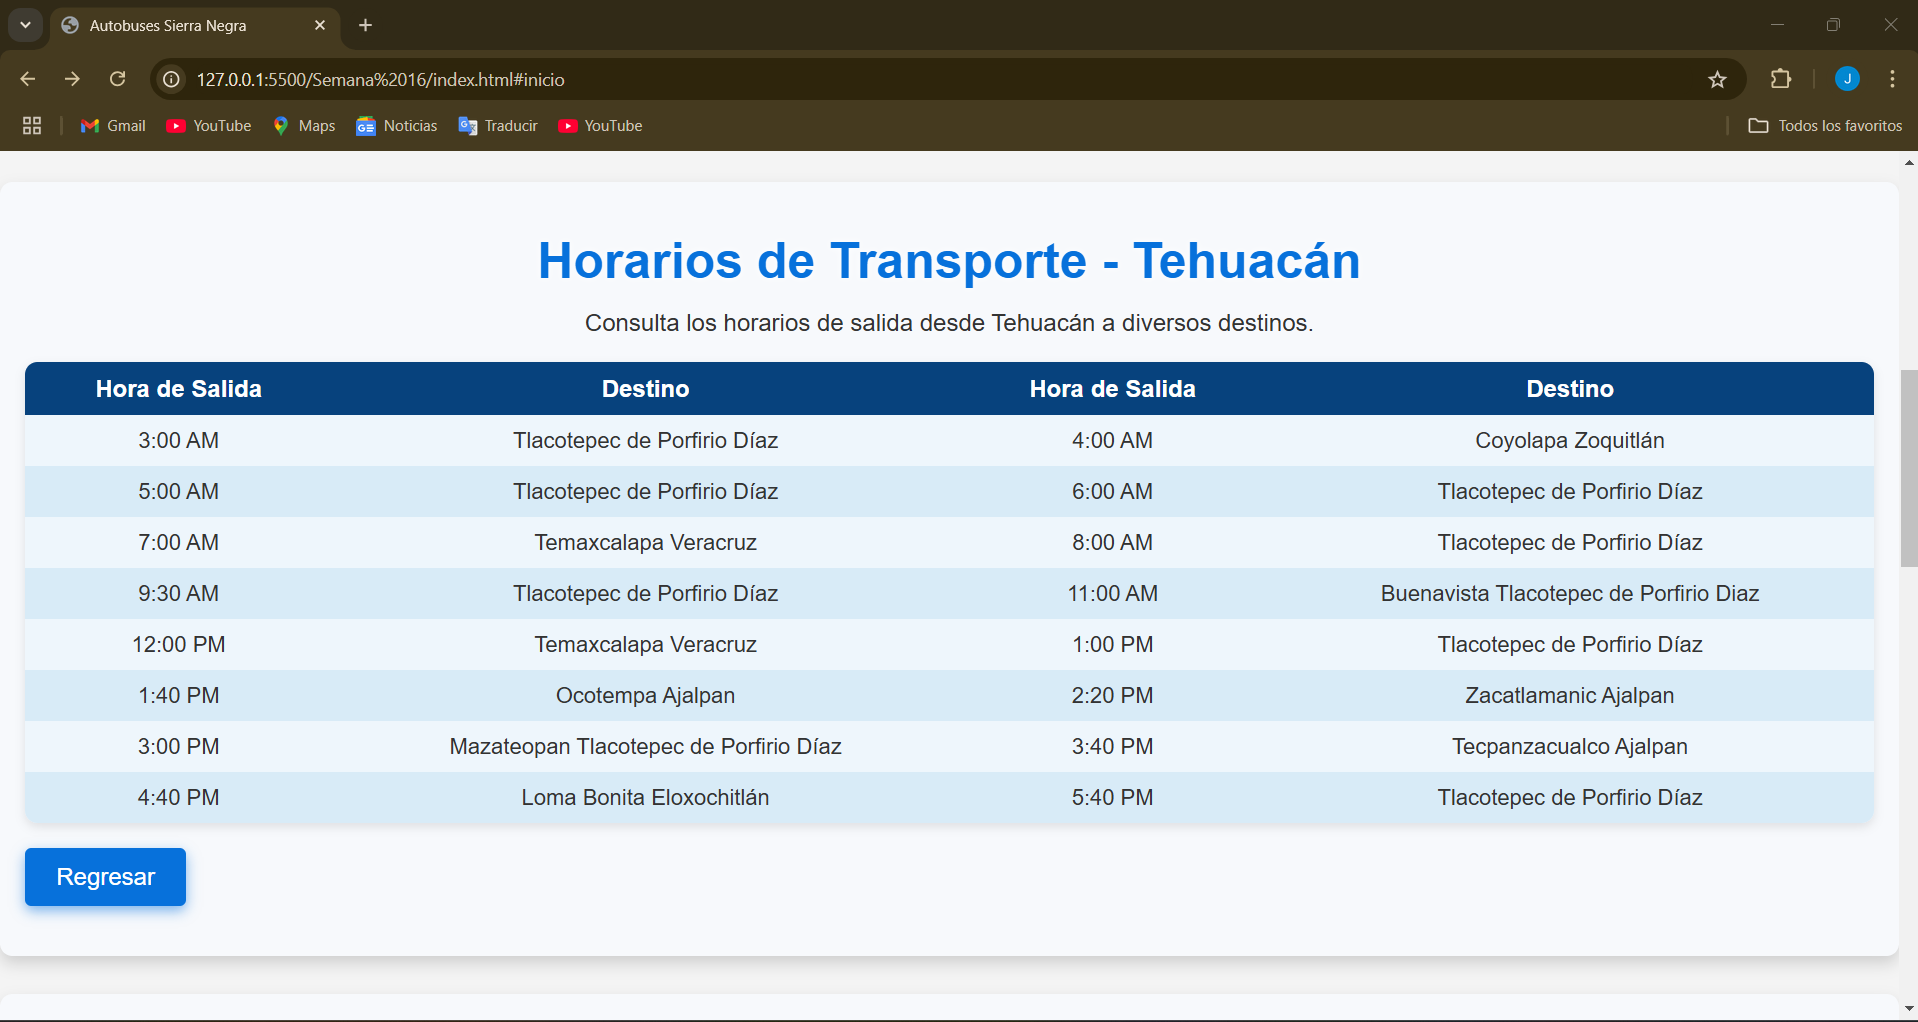 Autobuses Sierra Negra
127.0.0.1:5500/Semana%2016/index.html#inicio
J
Gmail YouTube Maps Noticias Traducir YouTube Todos los favoritos
Horarios de Transporte - Tehuacán
Consulta los horarios de salida desde Tehuacán a diversos destinos.
Hora de Salida Destino Hora de Salida Destino
3:00 AM Tlacotepec de Porfirio Díaz 4:00 AM Coyolapa Zoquitlán
5:00 AM Tlacotepec de Porfirio Díaz 6:00 AM Tlacotepec de Porfirio Díaz
7:00 AM Temaxcalapa Veracruz 8:00 AM Tlacotepec de Porfirio Díaz
9:30 AM Tlacotepec de Porfirio Díaz 11:00 AM Buenavista Tlacotepec de Porfirio Diaz
12:00 PM Temaxcalapa Veracruz 1:00 PM Tlacotepec de Porfirio Díaz
1:40 PM Ocotempa Ajalpan 2:20 PM Zacatlamanic Ajalpan
3:00 PM Mazateopan Tlacotepec de Porfirio Díaz 3:40 PM Tecpanzacualco Ajalpan
4:40 PM Loma Bonita Eloxochitlán 5:40 PM Tlacotepec de Porfirio Díaz
Regresar